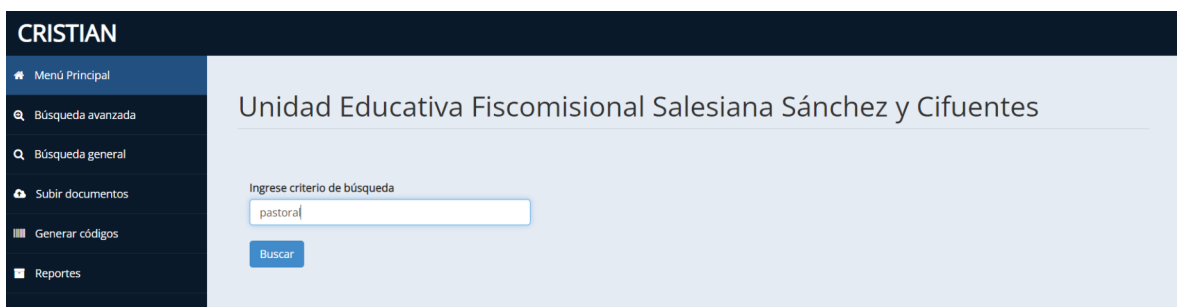 CRISTIAN
Menú Principal
Búsqueda avanzada
Búsqueda general
Subir documentos
Generar códigos
Reportes
Unidad Educativa Fiscomisional Salesiana Sánchez y Cifuentes
Ingrese criterio de búsqueda
pastoral
Buscar